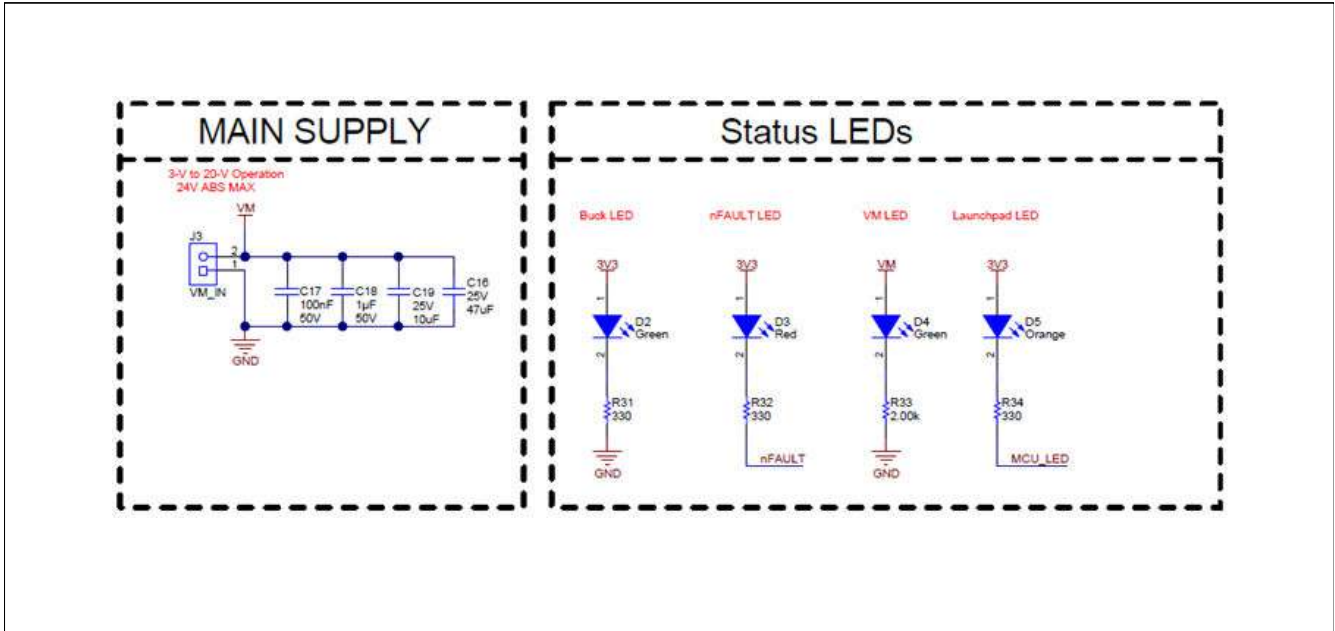 MAIN SUPPLY
3-V to 20-V Operation
24V ABS MAX
VM
J3
2
1
VM_IN
C17
100nF
50V
C18
1µF
50V
C19
25V
10uF
C16
25V
47uF
GND
Status LEDs
Buck LED
nFAULT LED
VM LED
Launchpad LED
3V3
3V3
VM
3V3
1
1
1
1
D2
Green
D3
Red
D4
Green
D5
Orange
2
2
2
2
R31
330
R32
330
R33
2.00k
R34
330
GND
nFAULT
GND
MCU_LED